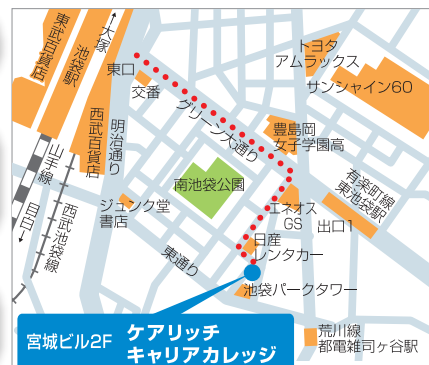 東武百貨店
池袋駅
大塚
東口
交番
西武百貨店
明治通り
グリーン大通り
トヨタ
アムラックス
サンシャイン60
豊島岡
女子学園高
有楽町線
東池袋駅
山手線
目白
西武池袋線
ジュンク堂
書店
南池袋公園
東通り
エネオス
GS
出口1
日産
レンタカー
池袋パークタワー
宮城ビル2F
ケアリッチ
キャリアカレッジ
荒川線
都電雑司ヶ谷駅